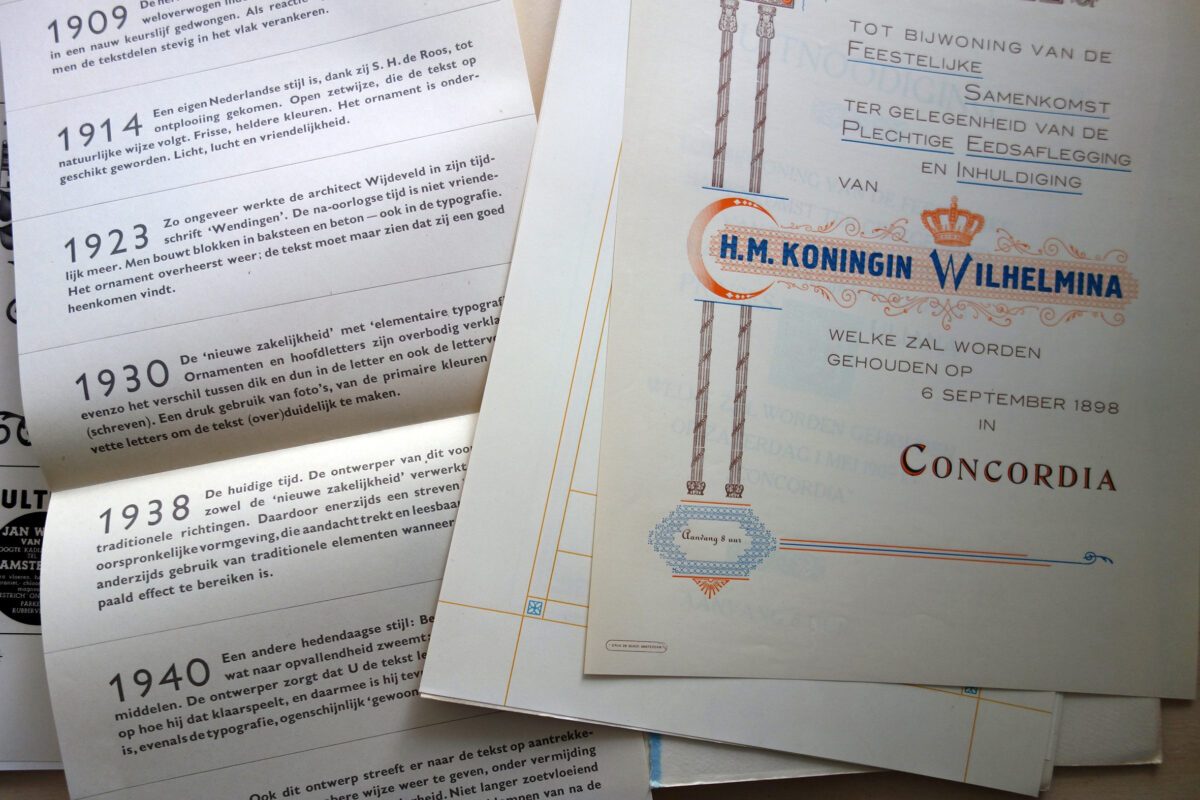 1909
weloverwogen
in een nauw keurslijf gedwongen. Als reactie
men de tekstdelen stevig in het vlak verankeren.
1914 Een eigen Nederlandse stijl is, dank zij S. H. de Roos, tot
ontplooiing gekomen. Open zetwijze, die de tekst op
natuurlijke wijze volgt. Frisse, heldere kleuren. Het ornament is onder-
geschikt geworden. Licht, lucht en vriendelijkheid.
1923 Zo ongeveer werkte de architect Wijdeveld in zijn tijd-
schrift 'Wendingen'. De na-oorlogse tijd is niet vriende-
lijk meer. Men bouwt blokken in baksteen en beton — ook in de typografie.
Het ornament overheerst weer: de tekst moet maar zien dat zij een goed
heenkomen vindt.
1930 De 'nieuwe zakelijkheid' met 'elementaire typograf
Ornamenten en hoofdletters zijn overbodig verkla
evenzo het verschil tussen dik en dun in de letter en ook de letterv
(schreven). Een druk gebruik van foto's, van de primaire kleuren
vette letters om de tekst (over)duidelijk te maken.
1938 De huidige tijd. De ontwerper van dit voor
zowel de 'nieuwe zakelijkheid' verwerkt
traditionele richtingen. Daardoor enerzijds een streven
oorspronkelijke vormgeving, die aandacht trekt en leesbaar
anderzijds gebruik van traditionele elementen wanneer
paald effect te bereiken is.
1940 Een andere hedendaagse stijl: Be
wat naar opvallendheid zweemt:
middelen. De ontwerper zorgt dat U de tekst le
op hoe hij dat klaarspeelt, en daarmee is hij tev
is, evenals de typografie, ogenschijnlijk 'gewoon
Ook dit ontwerp streeft er naar de tekst op aantrekke-
bere wijze weer te geven, onder vermijding
heid. Niet langer zoetvloeiend
van na de
ULT
JAN W
VAN
AMST
TOT BIJWONING VAN DE
FEESTELIJKE
SAMENKOMST
TER GELEGENHEID VAN DE
PLECHTIGE EEDSAFLEGGING
EN INHULDIGING
VAN
H.M. KONINGIN WILHELMINA
WELKE ZAL WORDEN
GEHOUDEN OP
6 SEPTEMBER 1898
IN
CONCORDIA
Aanvang 8 uur